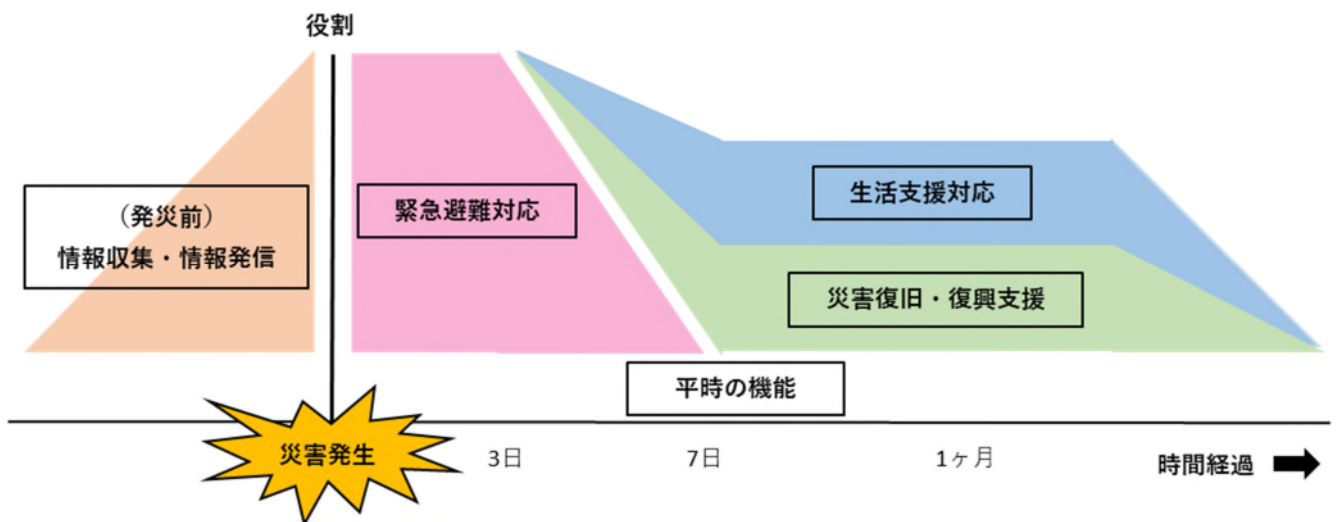 役割
(発災前)
情報収集・情報発信
緊急避難対応
生活支援対応
災害復旧・復興支援
平時の機能
災害発生
3日
7日
1ヶ月
時間経過